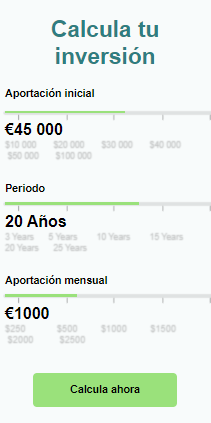 Calcula tu
inversión
Aportación inicial
€45 000
$10 000 $20 000 $30 000 $40 000
$50 000 $100 000
Periodo
20 Años
3 Years 5 Years 10 Years 15 Years
20 Years 25 Years
Aportación mensual
€1000
$250 $500 $1000 $1500
$2000 $2500
Calcula ahora